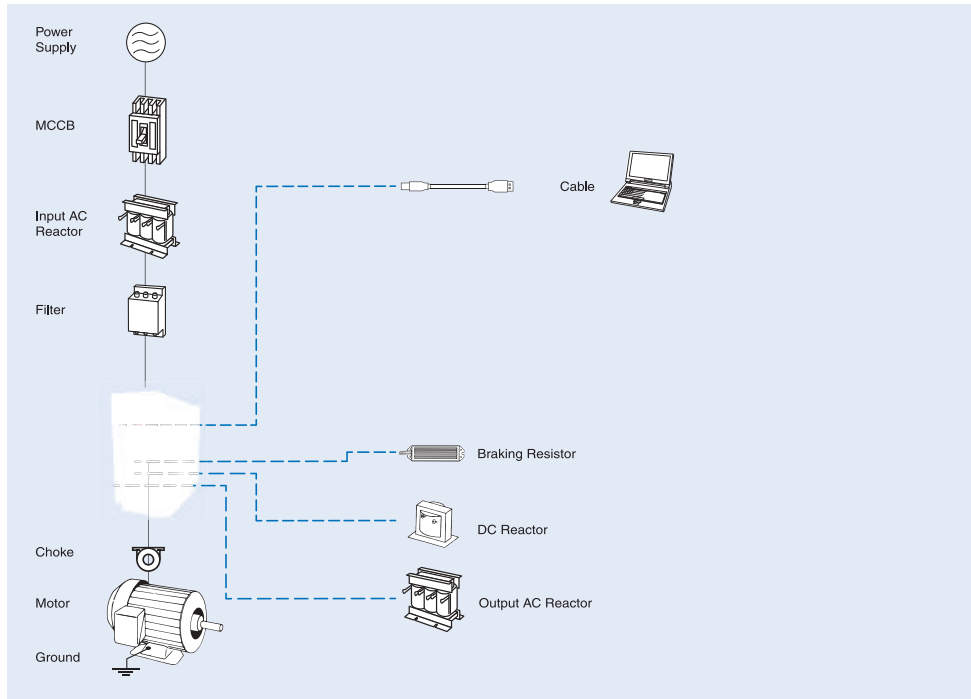 Power
Supply
MCCB
Cable
Input AC
Reactor
Filter
Braking Resistor
DC Reactor
Choke
Motor
Output AC Reactor
Ground